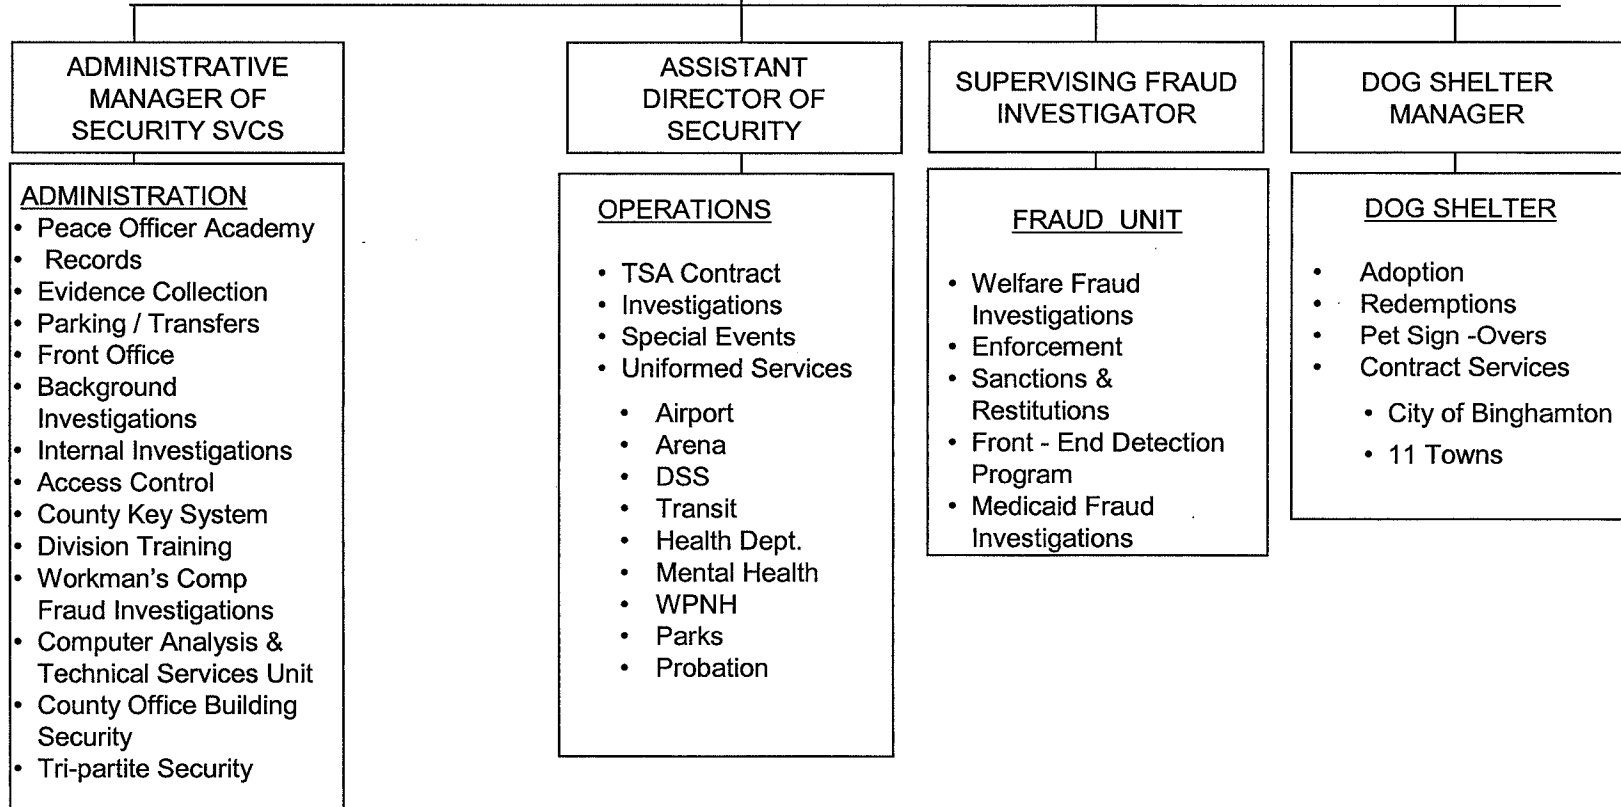 ADMINISTRATIVE
MANAGER OF
SECURITY SVCS
ADMINISTRATION
• Peace Officer Academy
• Records
• Evidence Collection
• Parking / Transfers
• Front Office
• Background
Investigations
• Internal Investigations
• Access Control
• County Key System
• Division Training
• Workman's Comp
Fraud Investigations
• Computer Analysis &
Technical Services Unit
• County Office Building
Security
• Tri-partite Security
ASSISTANT
DIRECTOR OF
SECURITY
OPERATIONS
• TSA Contract
• Investigations
• Special Events
• Uniformed Services
• Airport
• Arena
• DSS
• Transit
• Health Dept.
• Mental Health
• WPNH
• Parks
• Probation
SUPERVISING FRAUD
INVESTIGATOR
FRAUD UNIT
• Welfare Fraud
Investigations
• Enforcement
• Sanctions &
Restitutions
• Front - End Detection
Program
• Medicaid Fraud
Investigations
DOG SHELTER
MANAGER
DOG SHELTER
• Adoption
• Redemptions
• Pet Sign -Overs
• Contract Services
• City of Binghamton
• 11 Towns